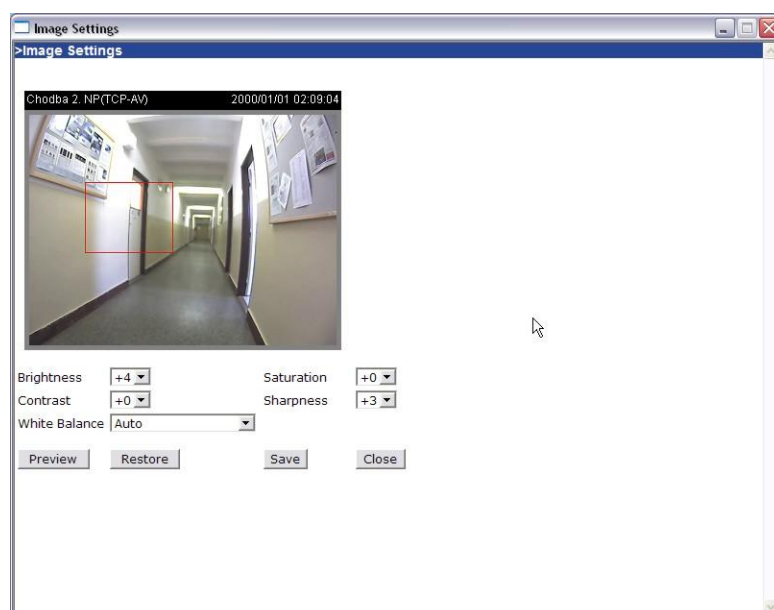 Image Settings
>Image Settings
Chodba 2. NP(TCP-AV) 2000/01/01 02:09:04
Brightness +4 Saturation +0
Contrast +0 Sharpness +3
White Balance Auto
Preview Restore Save Close